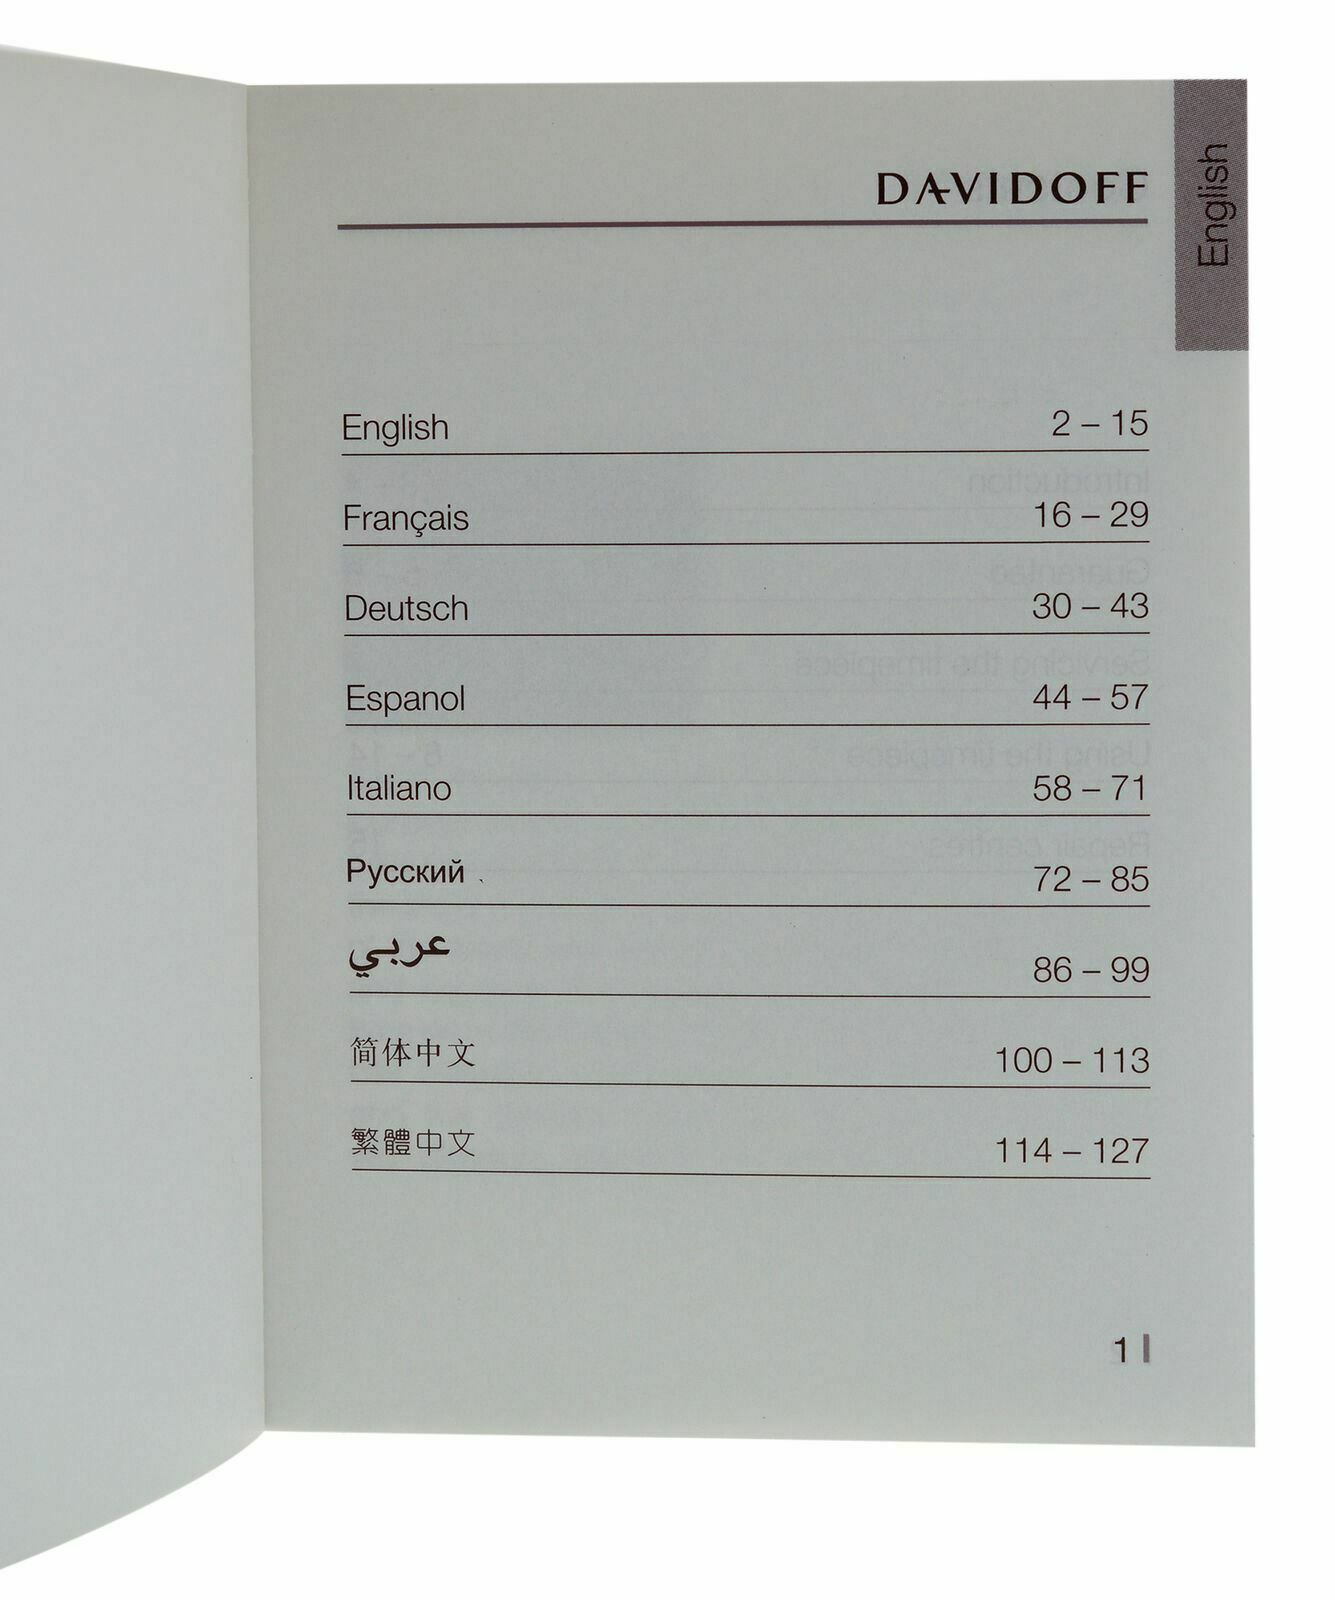 DAVIDOFF
English
English 2 – 15
Français 16 – 29
Deutsch 30 – 43
Espanol 44 – 57
Italiano 58 – 71
Русский 72 – 85
عربي 86 – 99
简体中文 100 – 113
繁體中文 114 – 127
1